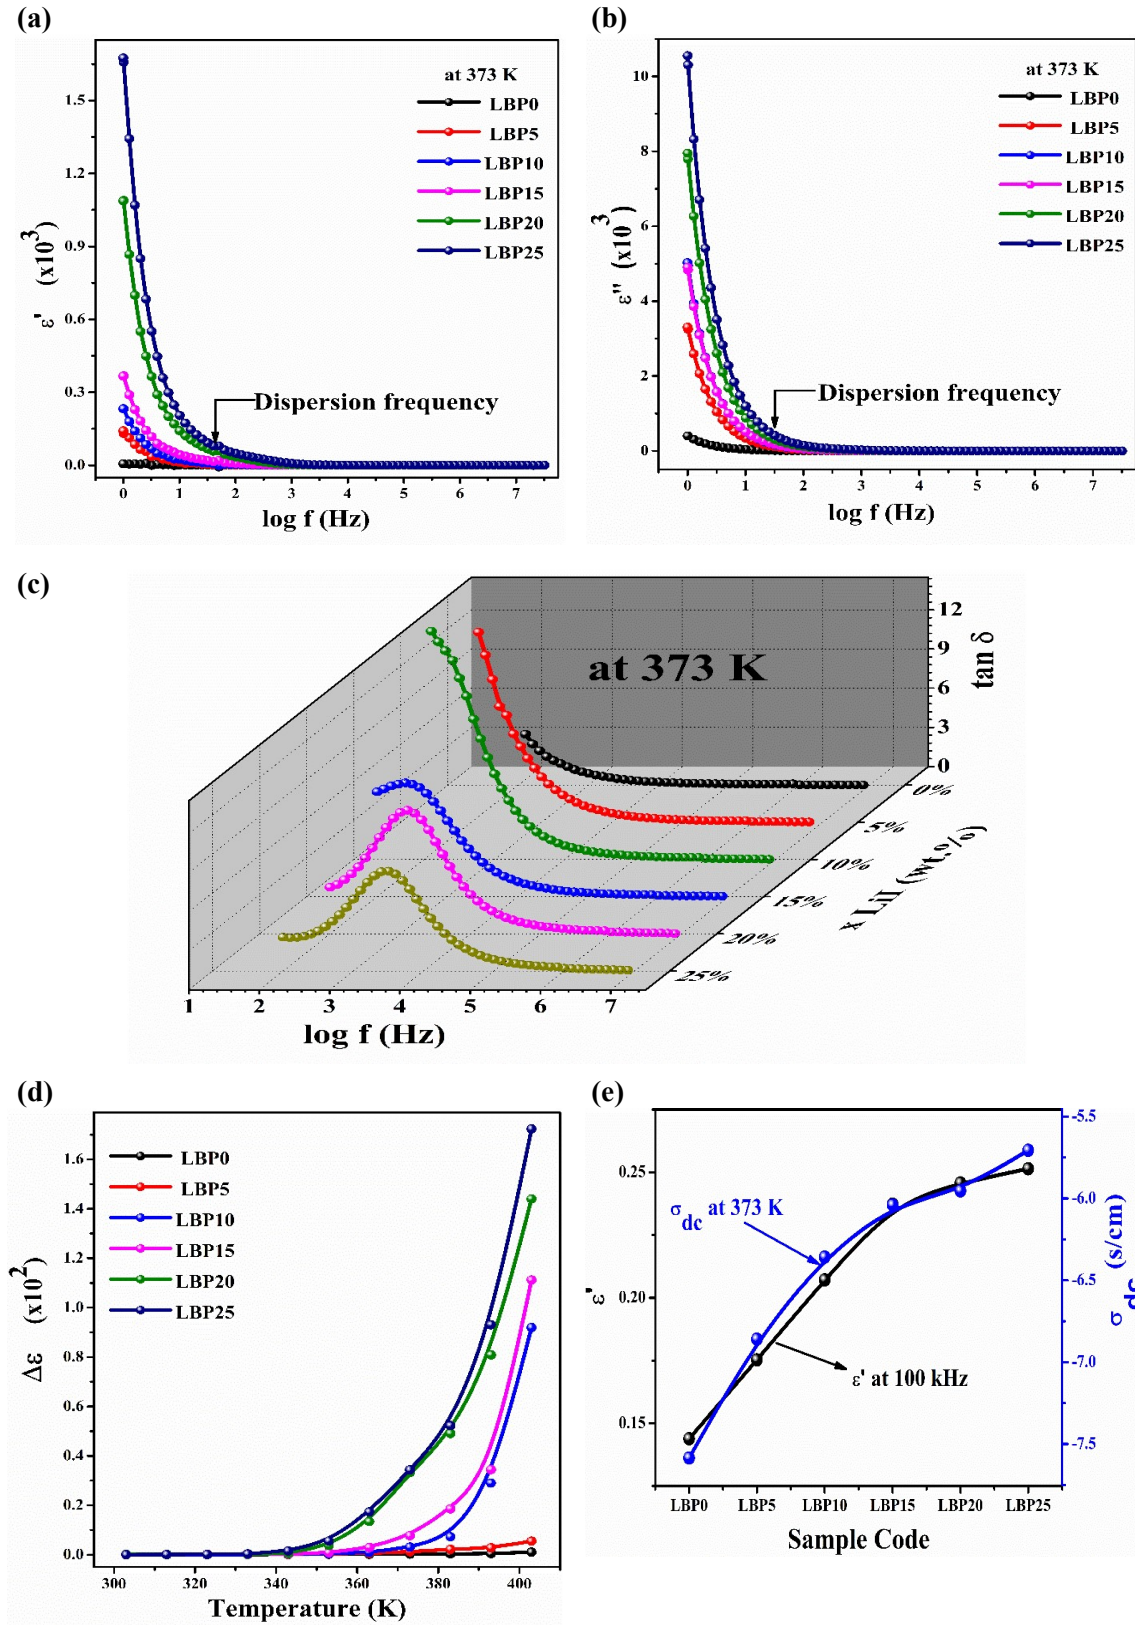 (a)
at 373 K
LBP0
LBP5
LBP10
LBP15
LBP20
LBP25
Dispersion frequency
1.5
1.2
0.9
0.6
0.3
0.0
ε' (x10³)
0 1 2 3 4 5 6 7
log f (Hz)
(b)
at 373 K
LBP0
LBP5
LBP10
LBP15
LBP20
LBP25
Dispersion frequency
10
8
6
4
2
0
ε" (x10³)
0 1 2 3 4 5 6 7
log f (Hz)
(c)
at 373 K
12
9
6
3
0
tan δ
0%
5%
10%
15%
20%
25%
x LiI (wt.%)
1 2 3 4 5 6 7
log f (Hz)
(d)
LBP0
LBP5
LBP10
LBP15
LBP20
LBP25
1.6
1.4
1.2
1.0
0.8
0.6
0.4
0.2
0.0
Δε (x10²)
300 320 340 360 380 400
Temperature (K)
(e)
σdc at 373 K
ε' at 100 kHz
0.25
0.20
0.15
ε'
-5.5
-6.0
-6.5
-7.0
-7.5
σdc (s/cm)
LBP0 LBP5 LBP10 LBP15 LBP20 LBP25
Sample Code